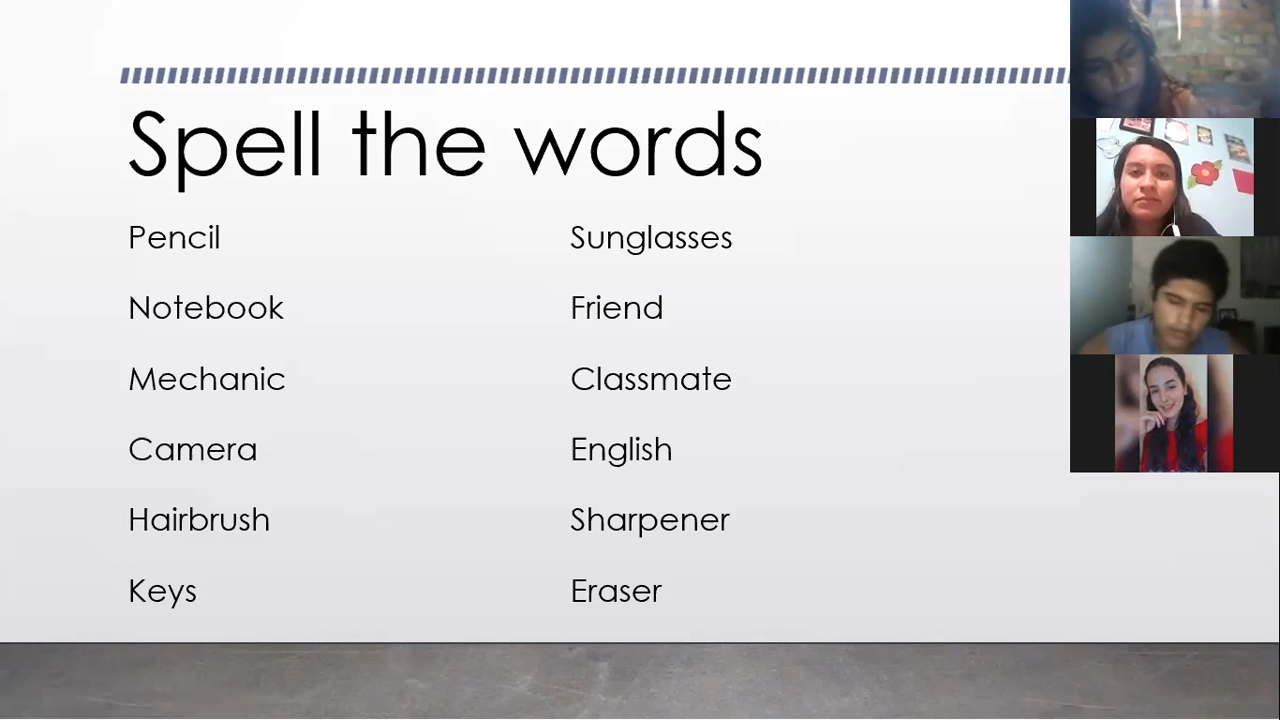 Spell the words
Pencil
Notebook
Mechanic
Camera
Hairbrush
Keys
Sunglasses
Friend
Classmate
English
Sharpener
Eraser